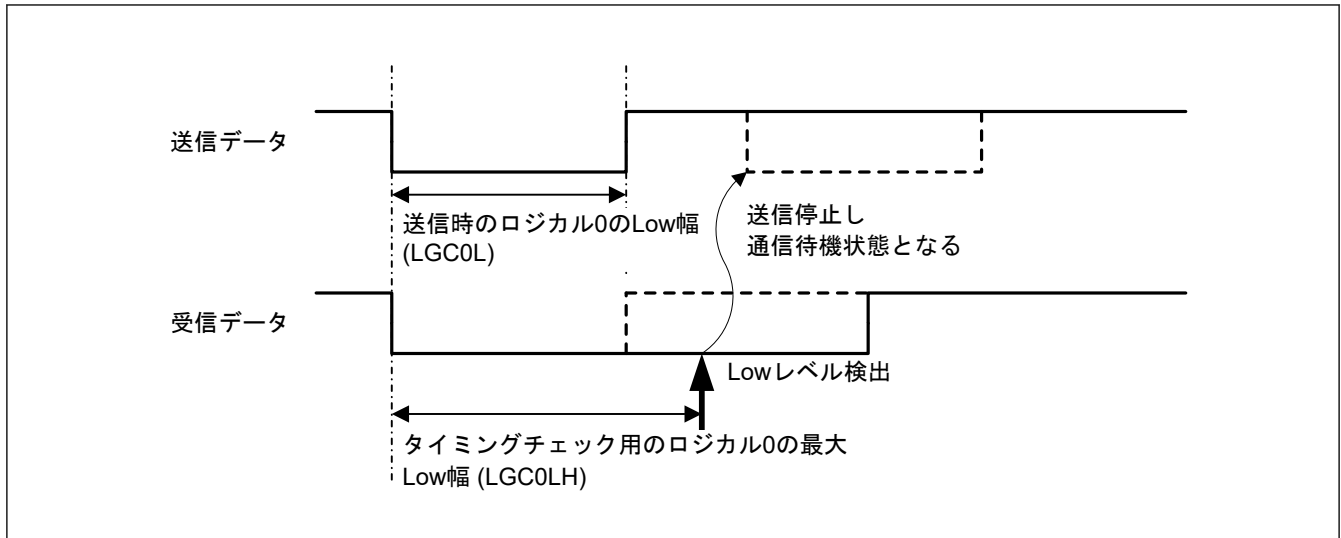 送信データ
送信時のロジカル0のLow幅
(LGC0L)
送信停止し
通信待機状態となる
受信データ
Lowレベル検出
タイミングチェック用のロジカル0の最大
Low幅 (LGC0LH)